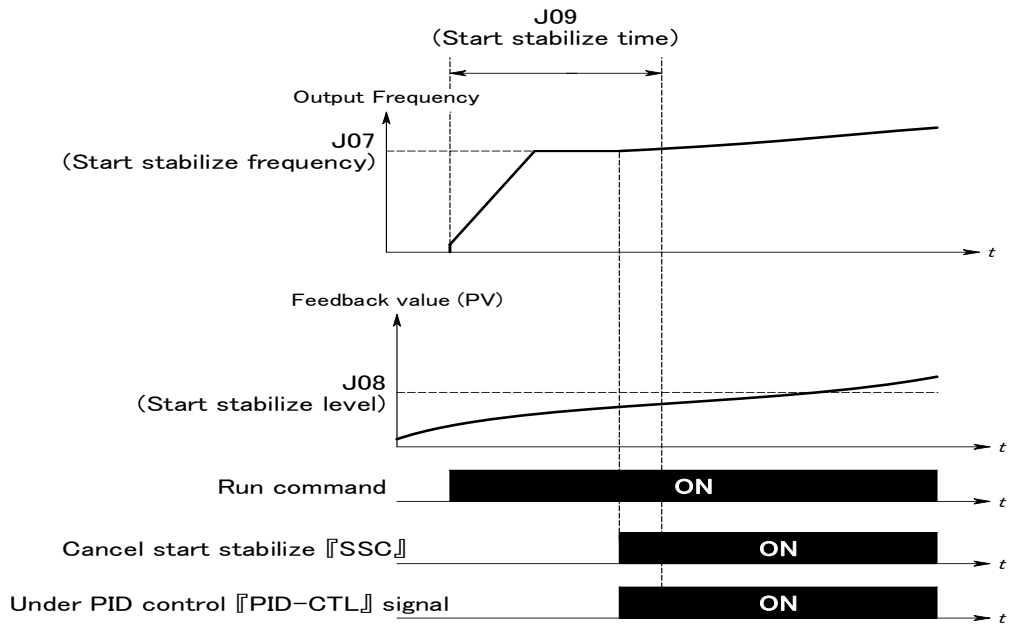 J09
(Start stabilize time)
Output Frequency
J07
(Start stabilize frequency)
t
Feedback value (PV)
J08
(Start stabilize level)
t
Run command
ON
t
Cancel start stabilize『SSC』
ON
t
Under PID control『PID-CTL』signal
ON
t